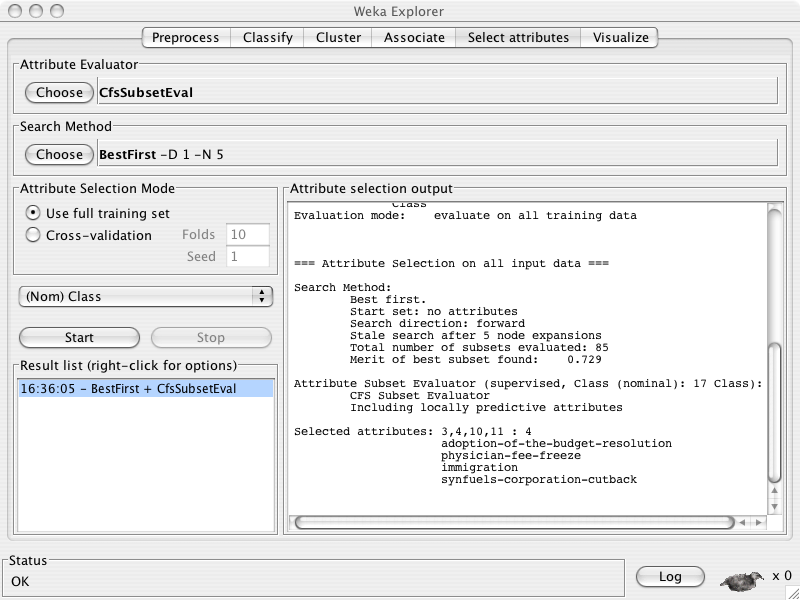 Weka Explorer
Preprocess Classify Cluster Associate Select attributes Visualize
Attribute Evaluator
Choose CfsSubsetEval
Search Method
Choose BestFirst -D 1 -N 5
Attribute Selection Mode
Use full training set
Cross-validation Folds 10
Seed 1
(Nom) Class
Start Stop
Result list (right-click for options)
16:36:05 - BestFirst + CfsSubsetEval
Attribute selection output
Class
Evaluation mode: evaluate on all training data
=== Attribute Selection on all input data ===
Search Method:
Best first.
Start set: no attributes
Search direction: forward
Stale search after 5 node expansions
Total number of subsets evaluated: 85
Merit of best subset found: 0.729
Attribute Subset Evaluator (supervised, Class (nominal): 17 Class):
CFS Subset Evaluator
Including locally predictive attributes
Selected attributes: 3,4,10,11 : 4
adoption-of-the-budget-resolution
physician-fee-freeze
immigration
synfuels-corporation-cutback
Status
OK
Log
x 0